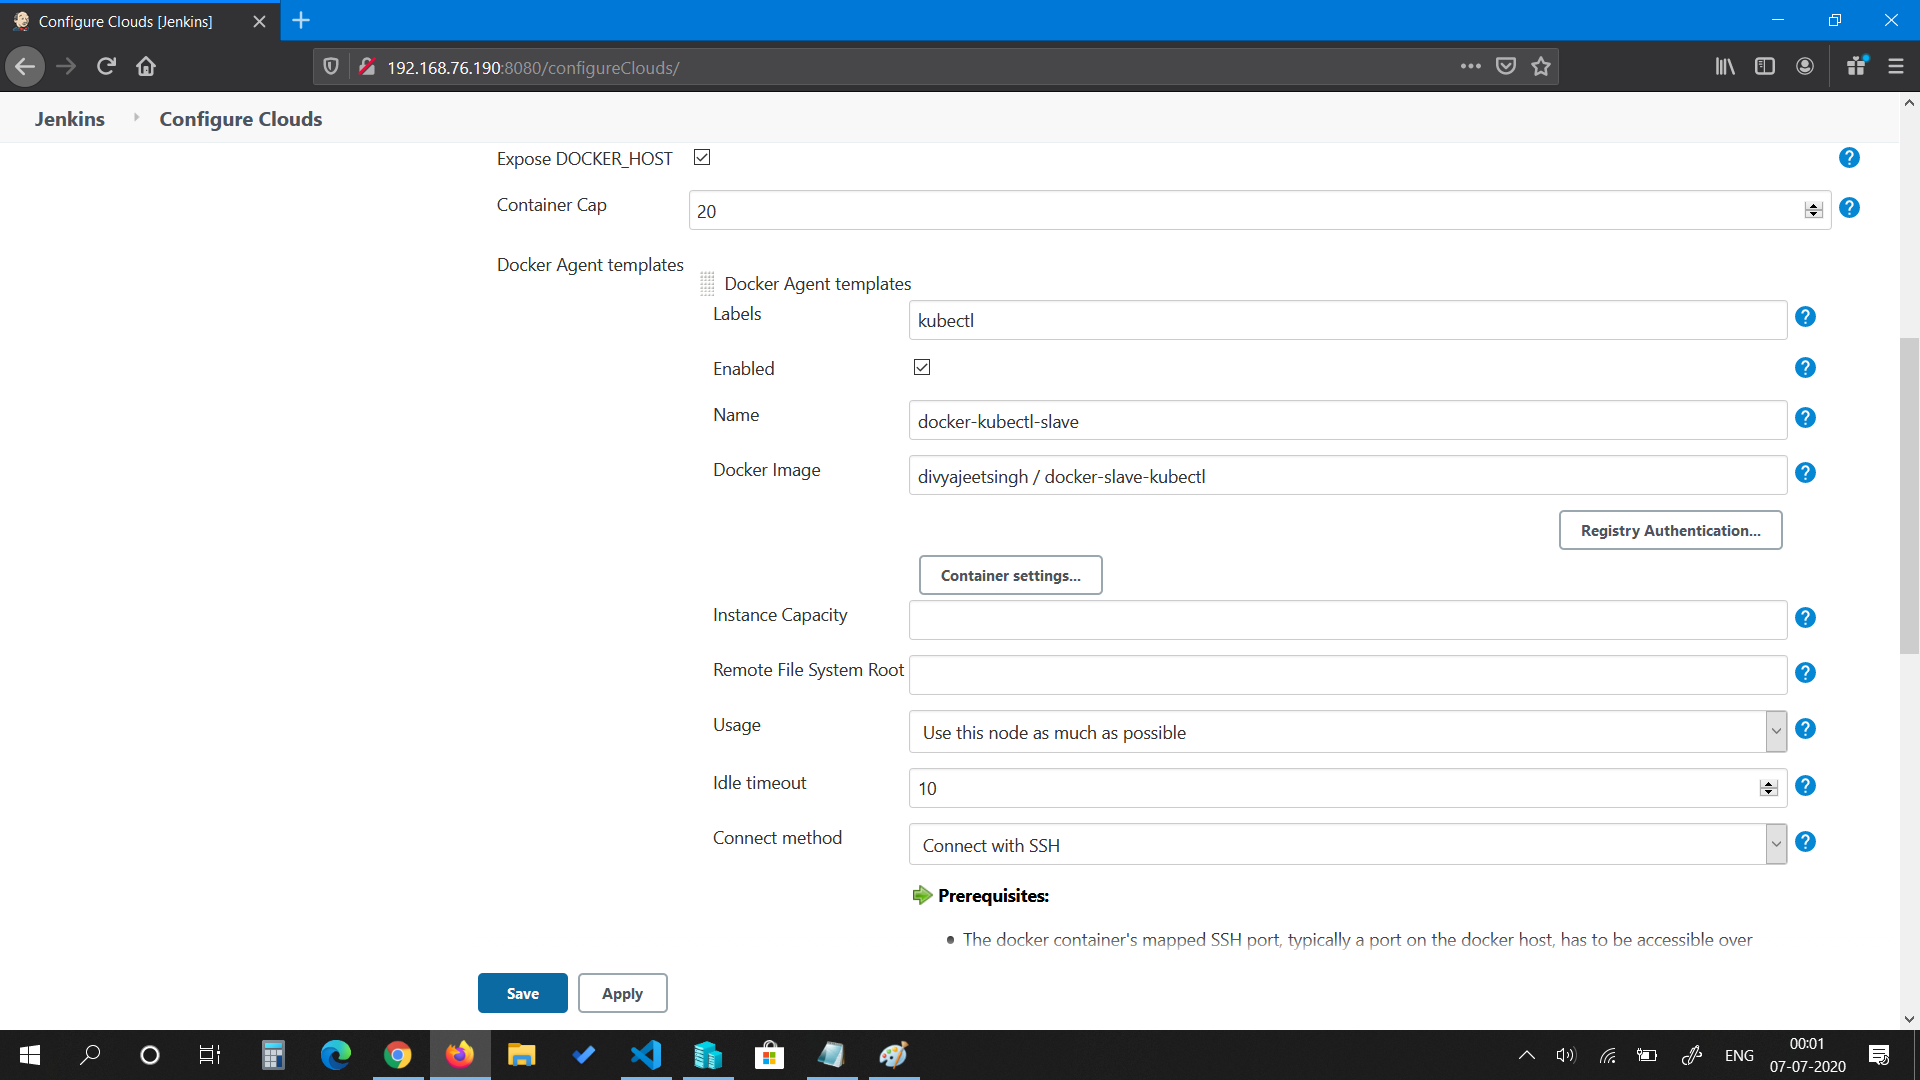 Configure Clouds [Jenkins]
192.168.76.190:8080/configureClouds/
Jenkins
Configure Clouds
Expose DOCKER_HOST
Container Cap
20
Docker Agent templates
Docker Agent templates
Labels
kubectl
Enabled
Name
docker-kubectl-slave
Docker Image
divyajeetsingh / docker-slave-kubectl
Registry Authentication...
Container settings...
Instance Capacity
Remote File System Root
Usage
Use this node as much as possible
Idle timeout
10
Connect method
Connect with SSH
Prerequisites:
The docker container's mapped SSH port, typically a port on the docker host, has to be accessible over
Save
Apply
ENG
00:01
07-07-2020